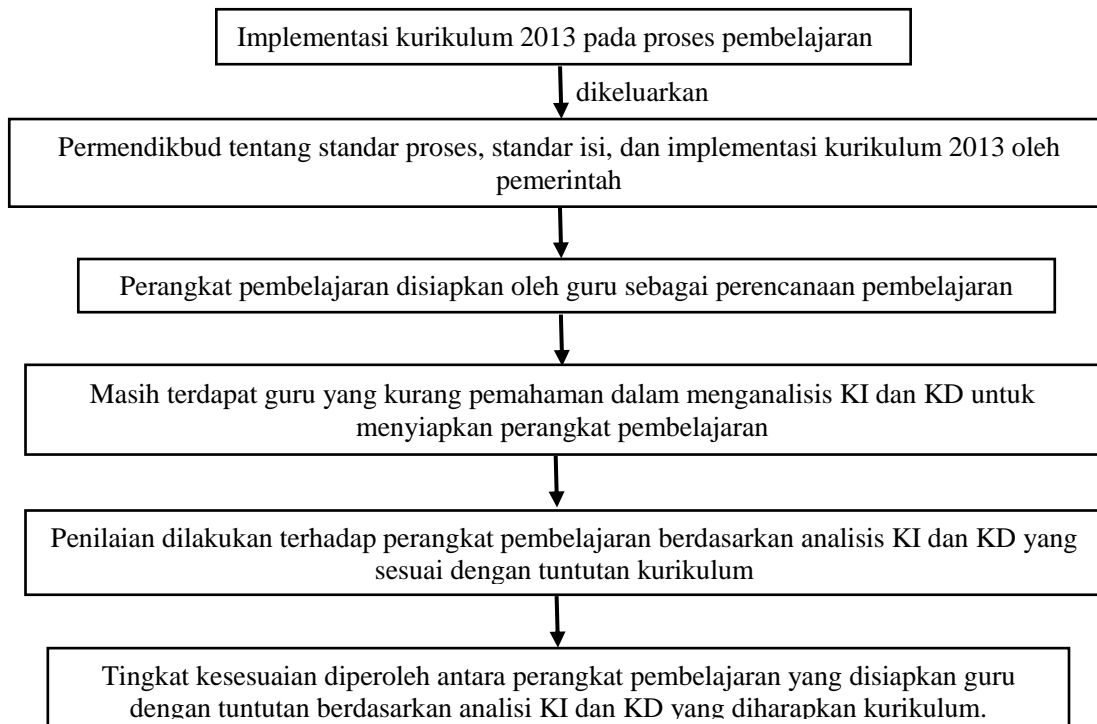 Implementasi kurikulum 2013 pada proses pembelajaran
dikeluarkan
Permendikbud tentang standar proses, standar isi, dan implementasi kurikulum 2013 oleh
pemerintah
Perangkat pembelajaran disiapkan oleh guru sebagai perencanaan pembelajaran
Masih terdapat guru yang kurang pemahaman dalam menganalisis KI dan KD untuk
menyiapkan perangkat pembelajaran
Penilaian dilakukan terhadap perangkat pembelajaran berdasarkan analisis KI dan KD yang
sesuai dengan tuntutan kurikulum
Tingkat kesesuaian diperoleh antara perangkat pembelajaran yang disiapkan guru
dengan tuntutan berdasarkan analisi KI dan KD yang diharapkan kurikulum.